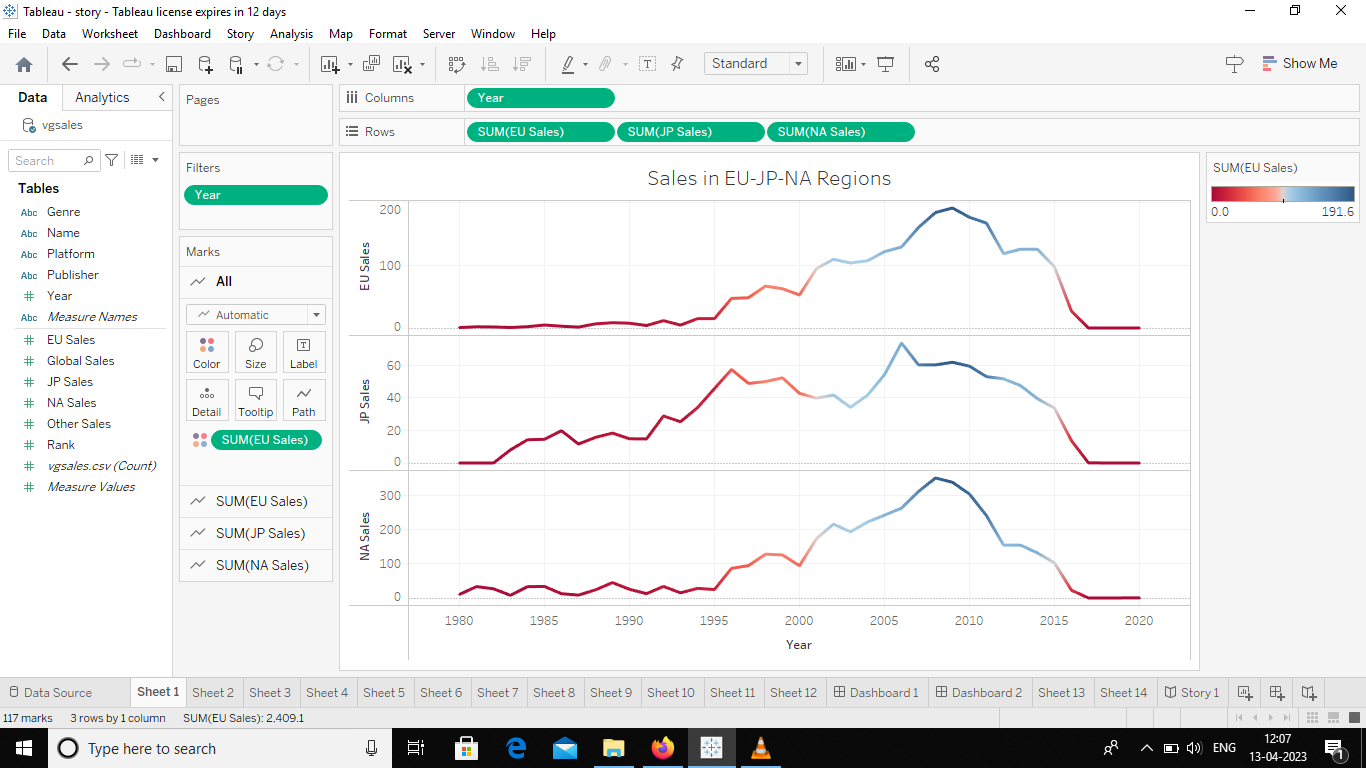 Tableau - story - Tableau license expires in 12 days
File Data Worksheet Dashboard Story Analysis Map Format Server Window Help
Standard
Show Me
Data
Analytics
vgsales
Search
Tables
Abc Genre
Abc Name
Abc Platform
Abc Publisher
# Year
Abc Measure Names
# EU Sales
# Global Sales
# JP Sales
# NA Sales
# Other Sales
# Rank
# vgsales.csv (Count)
# Measure Values
Pages
Filters
Year
Marks
All
Automatic
Color Size Label
Detail Tooltip Path
SUM(EU Sales)
SUM(EU Sales)
SUM(JP Sales)
SUM(NA Sales)
Columns Year
Rows SUM(EU Sales) SUM(JP Sales) SUM(NA Sales)
Sales in EU-JP-NA Regions
EU Sales
200
100
0
JP Sales
60
40
20
0
NA Sales
300
200
100
0
1980 1985 1990 1995 2000 2005 2010 2015 2020
Year
SUM(EU Sales)
0.0 191.6
Data Source Sheet 1 Sheet 2 Sheet 3 Sheet 4 Sheet 5 Sheet 6 Sheet 7 Sheet 8 Sheet 9 Sheet 10 Sheet 11 Sheet 12 Dashboard 1 Dashboard 2 Sheet 13 Sheet 14 Story 1
117 marks 3 rows by 1 column SUM(EU Sales): 2,409.1
Type here to search
ENG
12:07
13-04-2023
1